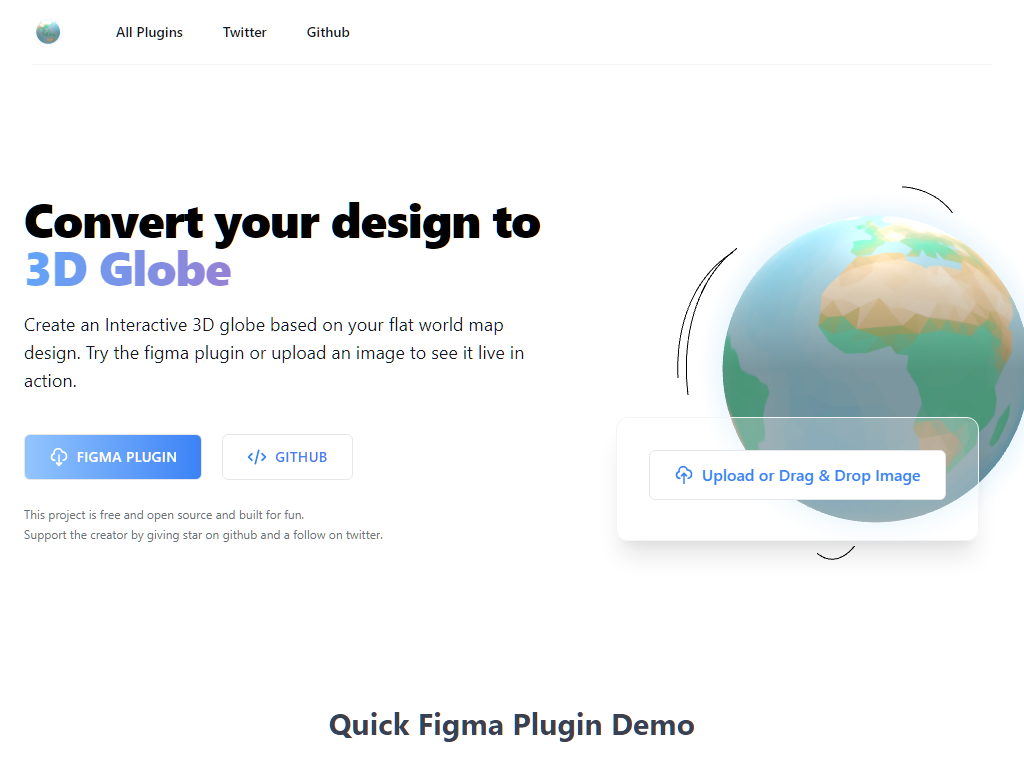 All Plugins
Twitter
Github
Convert your design to
3D Globe
Create an Interactive 3D globe based on your flat world map
design. Try the figma plugin or upload an image to see it live in
action.
FIGMA PLUGIN
GITHUB
This project is free and open source and built for fun.
Support the creator by giving star on github and a follow on twitter.
Upload or Drag & Drop Image
Quick Figma Plugin Demo